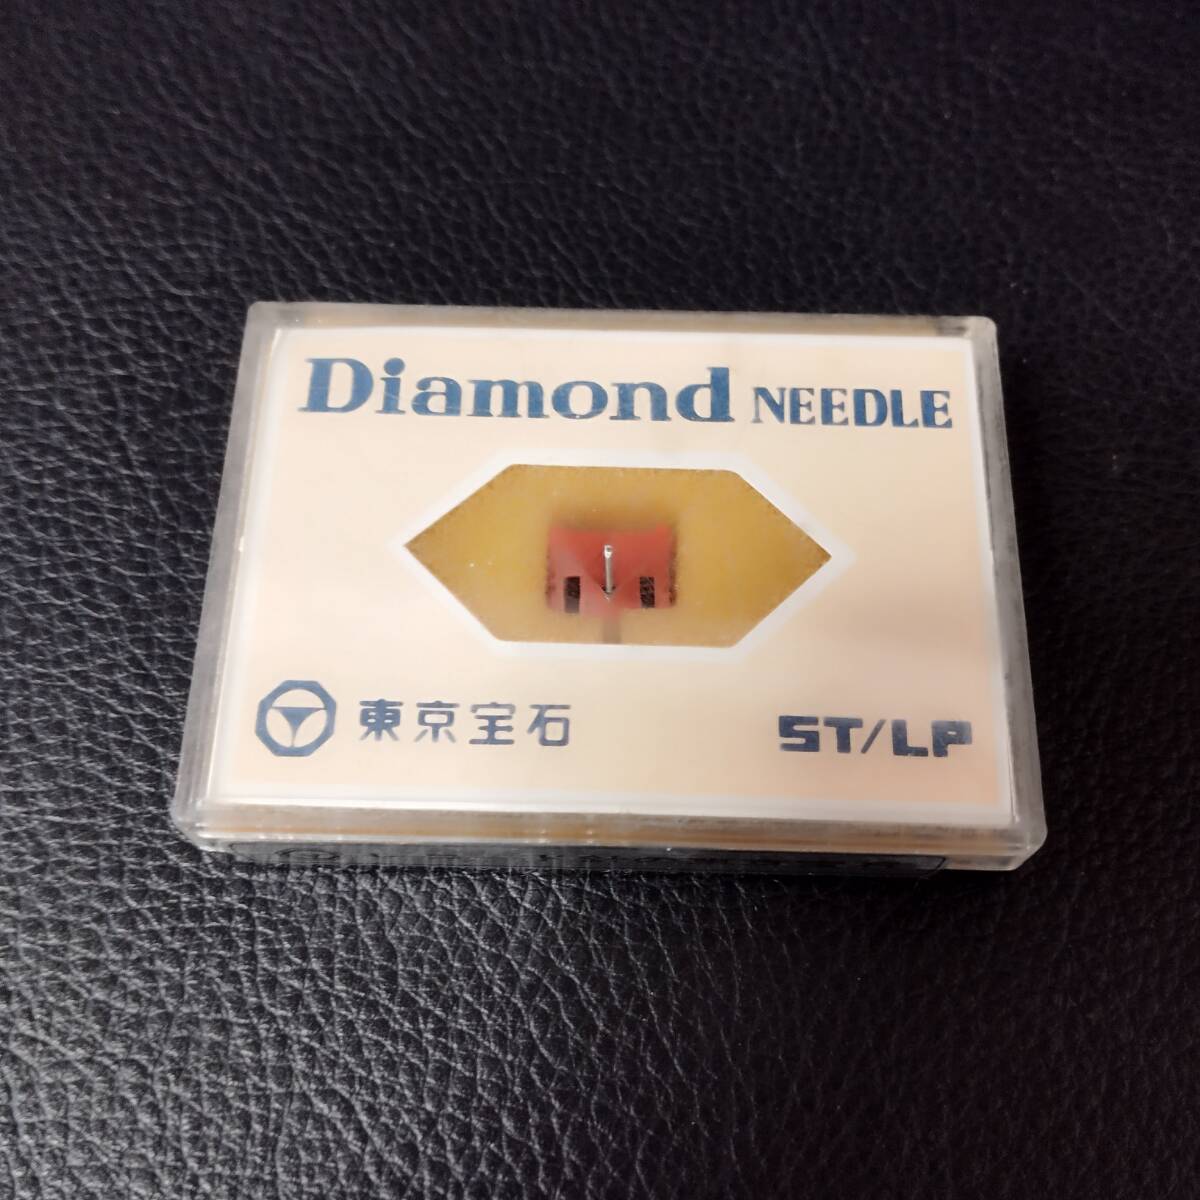 Diamond NEEDLE
東京宝石
ST/LP